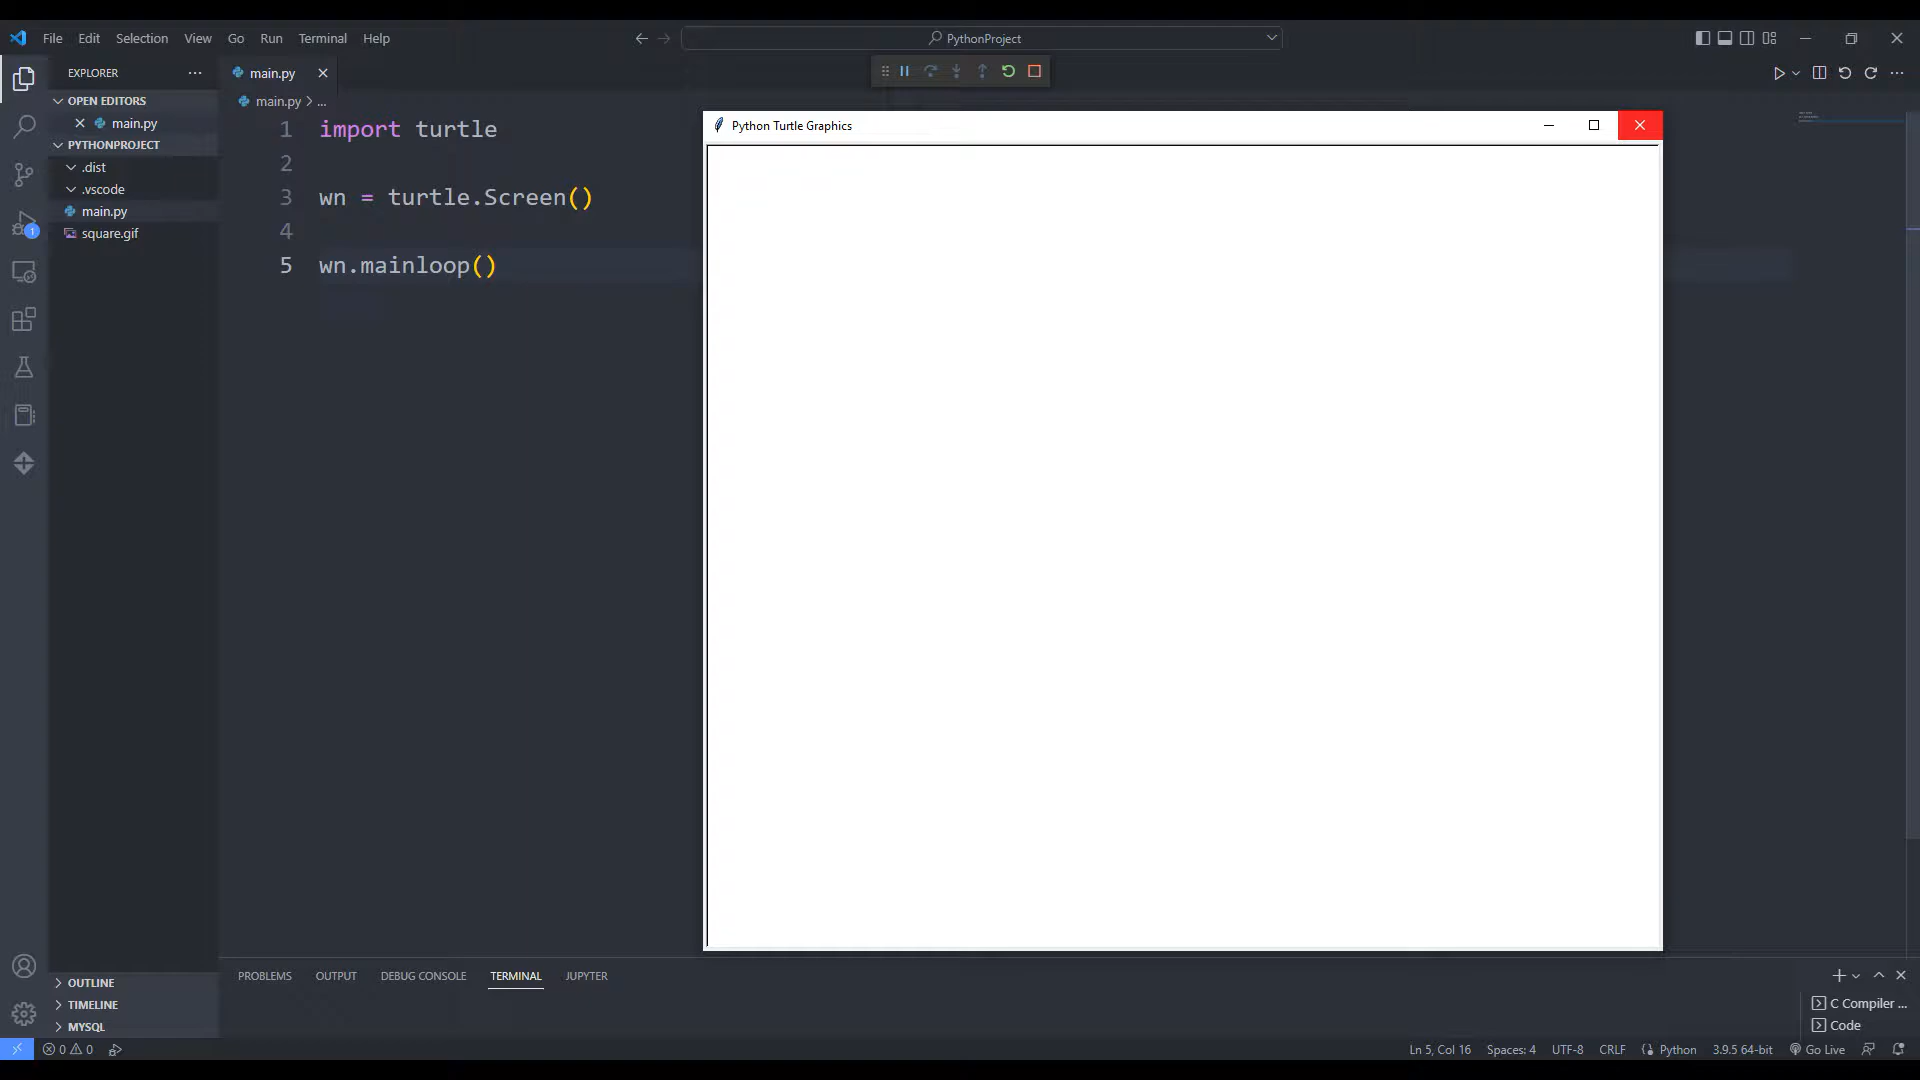 File Edit Selection View Go Run Terminal Help
PythonProject
EXPLORER
OPEN EDITORS
main.py
PYTHONPROJECT
.dist
.vscode
main.py
square.gif
1
OUTLINE
TIMELINE
MYSQL
main.py
main.py > ...
1 import turtle
2
3 wn = turtle.Screen()
4
5 wn.mainloop()
Python Turtle Graphics
PROBLEMS OUTPUT DEBUG CONSOLE TERMINAL JUPYTER
C Compiler ...
Code
0 0
Ln 5, Col 16 Spaces: 4 UTF-8 CRLF Python 3.9.5 64-bit Go Live